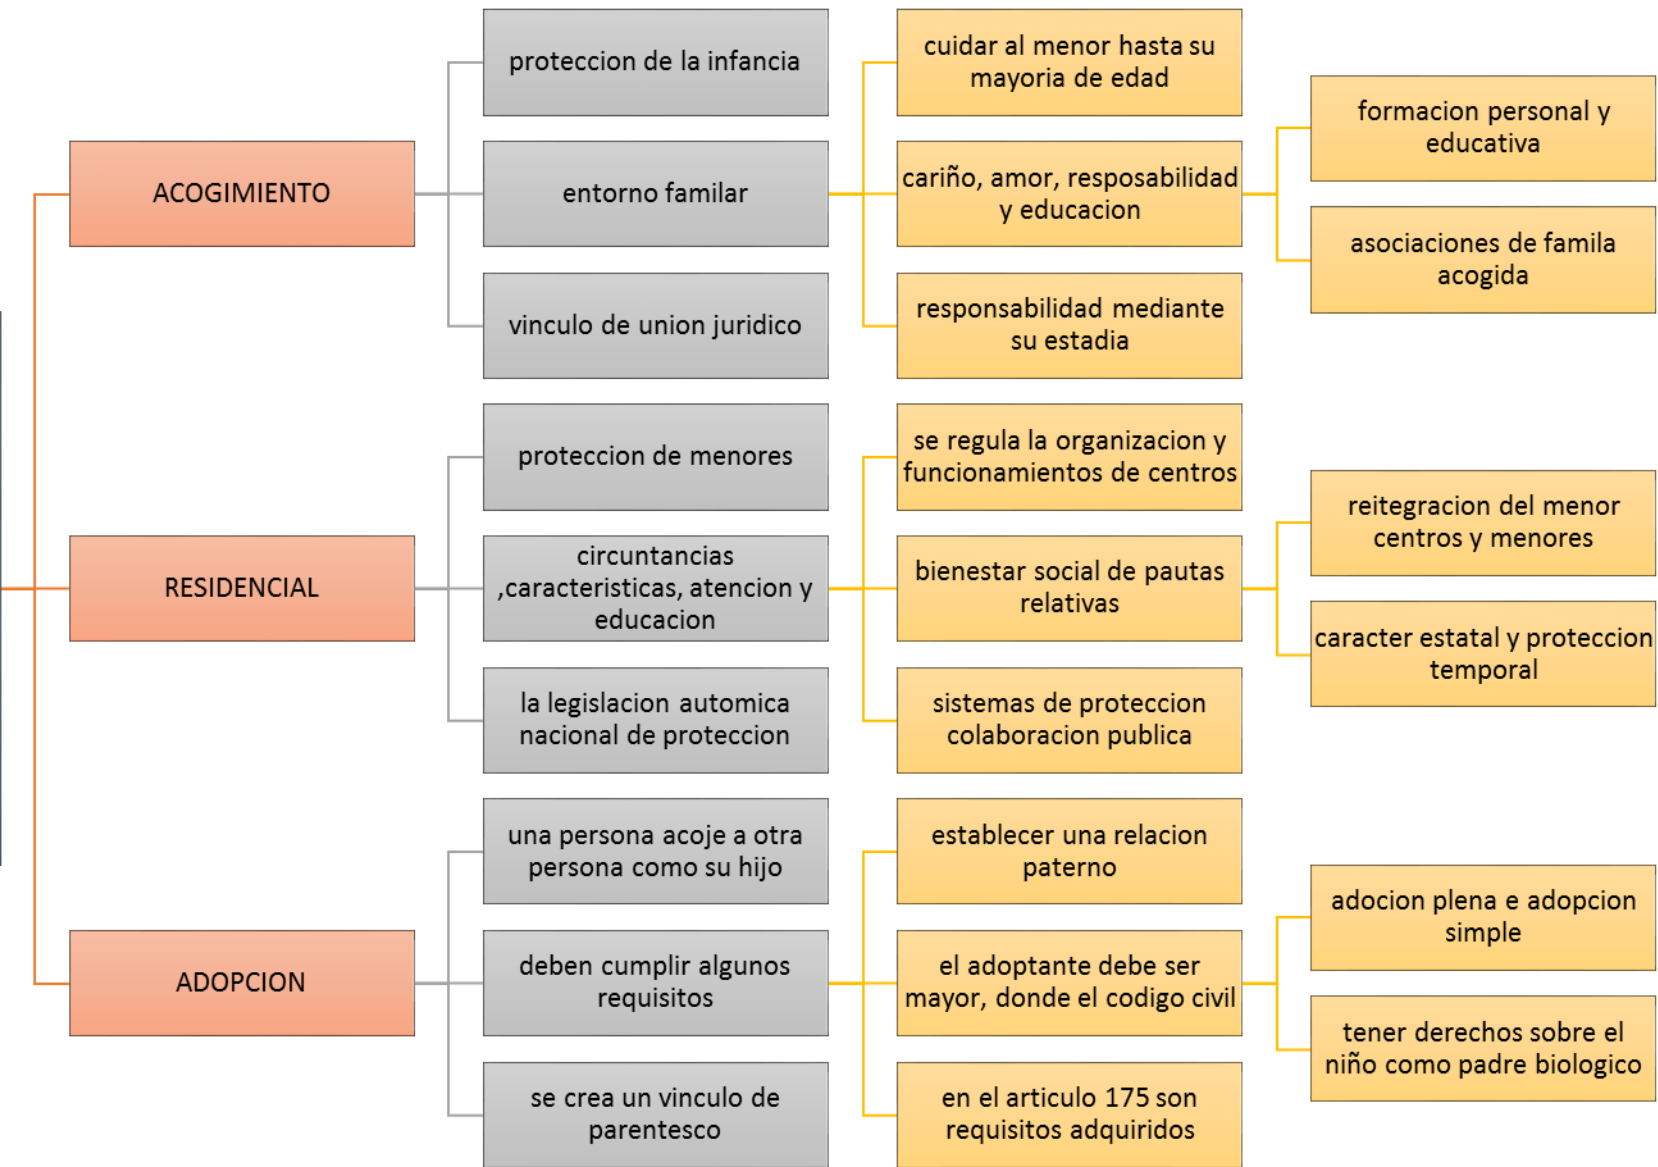 ACOGIMIENTO
proteccion de la infancia
entorno familar
vinculo de union juridico
cuidar al menor hasta su
mayoria de edad
cariño, amor, resposabilidad
y educacion
responsabilidad mediante
su estadia
formacion personal y
educativa
asociaciones de famila
acogida
RESIDENCIAL
proteccion de menores
circuntancias
,caracteristicas, atencion y
educacion
la legislacion automica
nacional de proteccion
se regula la organizacion y
funcionamientos de centros
bienestar social de pautas
relativas
sistemas de proteccion
colaboracion publica
reitegracion del menor
centros y menores
caracter estatal y proteccion
temporal
ADOPCION
una persona acoje a otra
persona como su hijo
deben cumplir algunos
requisitos
se crea un vinculo de
parentesco
establecer una relacion
paterno
el adoptante debe ser
mayor, donde el codigo civil
en el articulo 175 son
requisitos adquiridos
adocion plena e adopcion
simple
tener derechos sobre el
niño como padre biologico